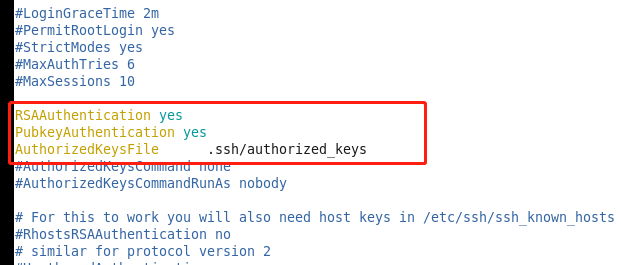 #LoginGraceTime 2m
#PermitRootLogin yes
#StrictModes yes
#MaxAuthTries 6
#MaxSessions 10
RSAAuthentication yes
PubkeyAuthentication yes
AuthorizedKeysFile .ssh/authorized_keys
#AuthorizedKeysCommand none
#AuthorizedKeysCommandRunAs nobody
# For this to work you will also need host keys in /etc/ssh/ssh_known_hosts
#RhostsRSAAuthentication no
# similar for protocol version 2